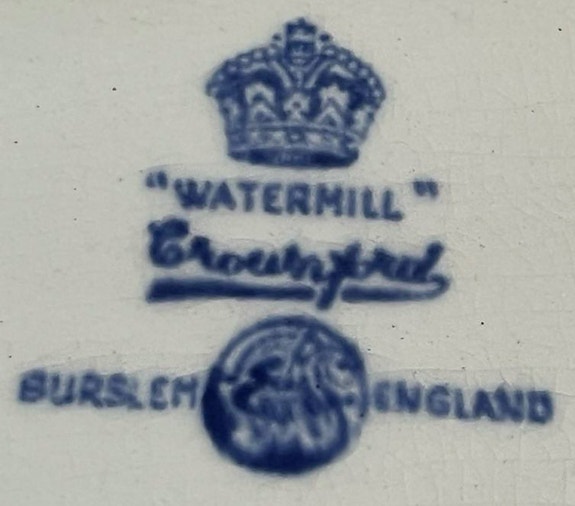 "WATERMILL"
Crownford
BURSLEM ENGLAND